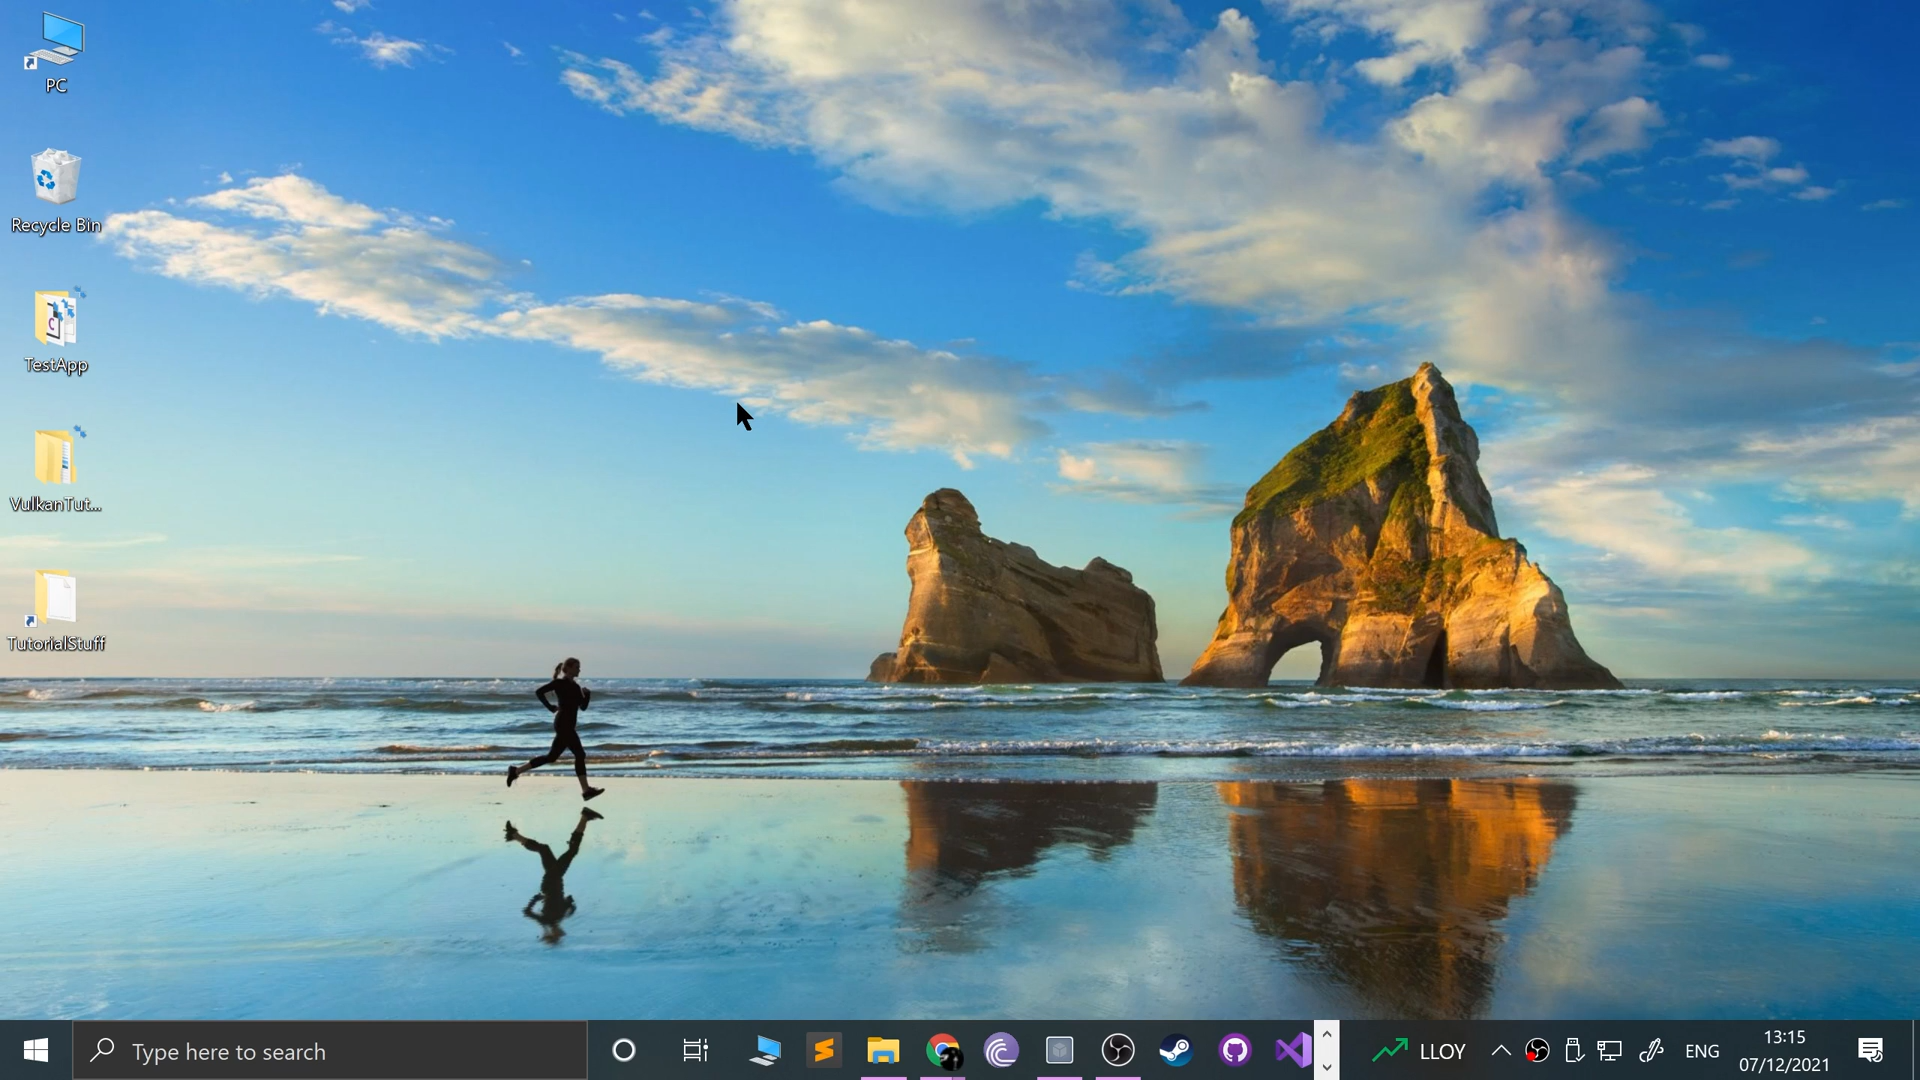 PC
Recycle Bin
TestApp
VulkanTut...
TutorialStuff
Type here to search
LLOY
ENG
13:15
07/12/2021